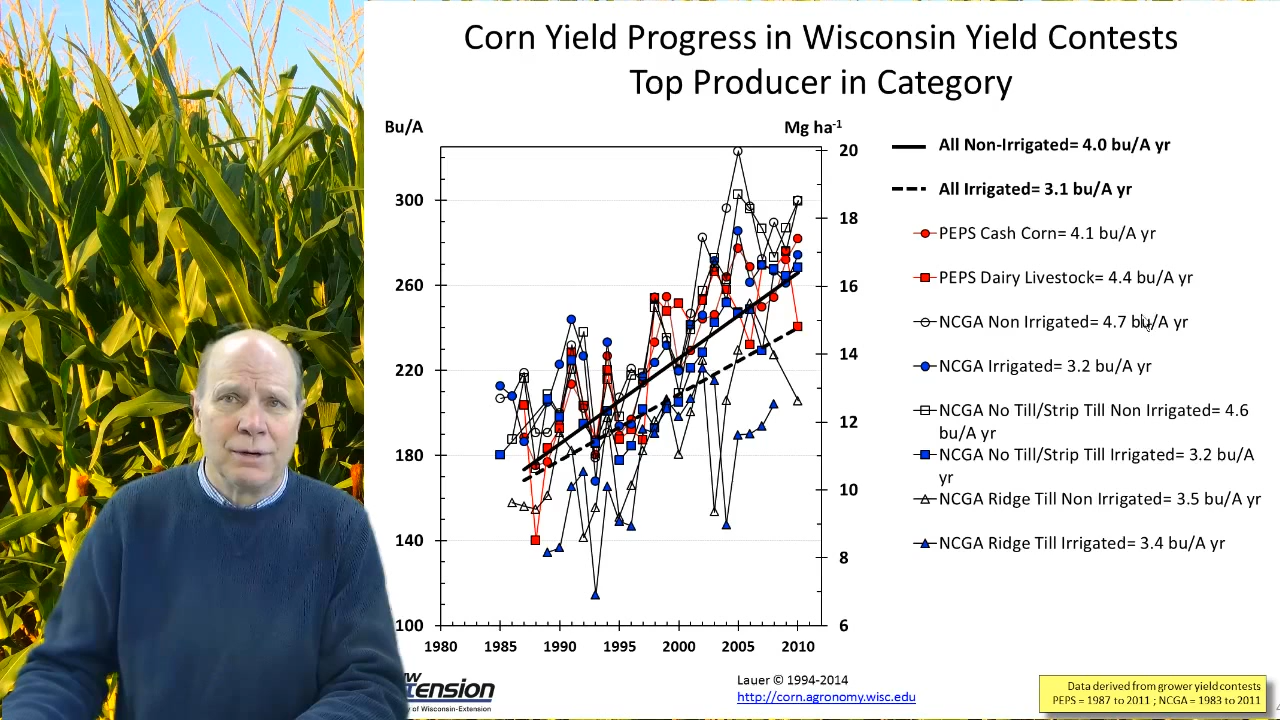 Corn Yield Progress in Wisconsin Yield Contests
Top Producer in Category
Bu/A
Mg ha-1
300
260
220
180
140
100
20
18
16
14
12
10
8
6
1980 1985 1990 1995 2000 2005 2010
All Non-Irrigated= 4.0 bu/A yr
All Irrigated= 3.1 bu/A yr
PEPS Cash Corn= 4.1 bu/A yr
PEPS Dairy Livestock= 4.4 bu/A yr
NCGA Non Irrigated= 4.7 bu/A yr
NCGA Irrigated= 3.2 bu/A yr
NCGA No Till/Strip Till Non Irrigated= 4.6
bu/A yr
NCGA No Till/Strip Till Irrigated= 3.2 bu/A
yr
NCGA Ridge Till Non Irrigated= 3.5 bu/A yr
NCGA Ridge Till Irrigated= 3.4 bu/A yr
of Wisconsin-Extension
Lauer © 1994-2014
http://corn.agronomy.wisc.edu
Data derived from grower yield contests
PEPS = 1987 to 2011 ; NCGA = 1983 to 2011